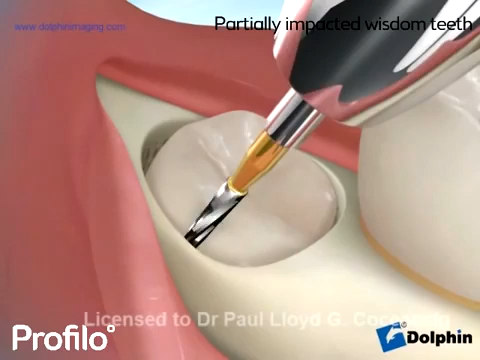 www.dolphinimaging.com
Partially impacted wisdom teeth
Licensed to Dr Paul Lloyd G.
Profilo°
Dolphin